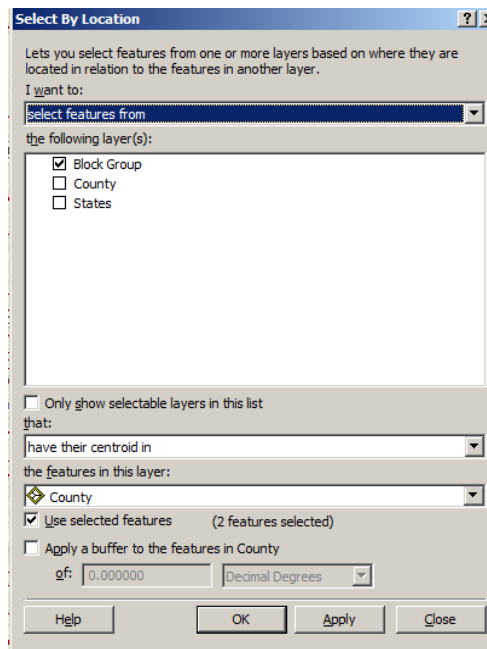 Select By Location
Lets you select features from one or more layers based on where they are
located in relation to the features in another layer.
I want to:
select features from
the following layer(s):
Block Group
County
States
Only show selectable layers in this list
that:
have their centroid in
the features in this layer:
County
Use selected features (2 features selected)
Apply a buffer to the features in County
of: 0.000000 Decimal Degrees
Help OK Apply Close